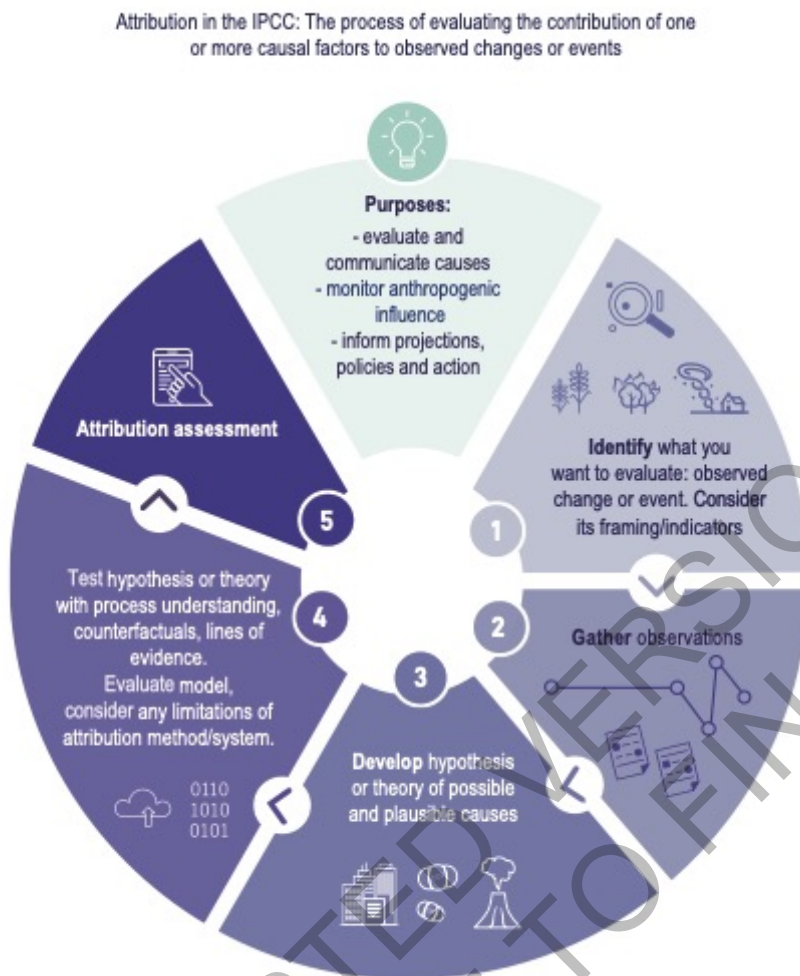 Attribution in the IPCC: The process of evaluating the contribution of one
or more causal factors to observed changes or events
Purposes:
- evaluate and
communicate causes
- monitor anthropogenic
influence
- inform projections,
policies and action
1
Identify what you
want to evaluate: observed
change or event. Consider
its framing/indicators
2
Gather observations
3
Develop hypothesis
or theory of possible
and plausible causes
4
Test hypothesis or theory
with process understanding,
counterfactuals, lines of
evidence.
Evaluate model,
consider any limitations of
attribution method/system.
0110
1010
0101
5
Attribution assessment
VERSION
TO FIN